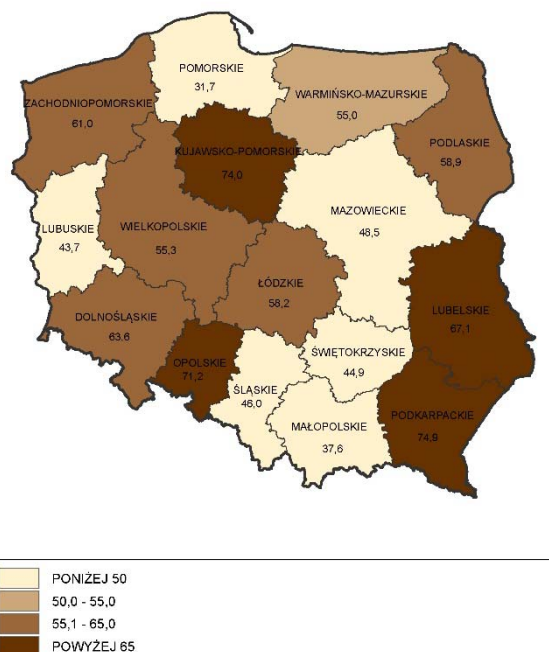 POMORSKIE
31,7
WARMIŃSKO-MAZURSKIE
55,0
ZACHODNIOPOMORSKIE
61,0
PODLASKIE
58,9
KUJAWSKO-POMORSKIE
74,0
MAZOWIECKIE
48,5
LUBUSKIE
43,7
WIELKOPOLSKIE
55,3
ŁÓDZKIE
58,2
DOLNOŚLĄSKIE
63,6
LUBELSKIE
67,1
OPOLSKIE
71,2
ŚWIĘTOKRZYSKIE
44,9
ŚLĄSKIE
46,0
MAŁOPOLSKIE
37,6
PODKARPACKIE
74,9
PONIŻEJ 50
50,0 - 55,0
55,1 - 65,0
POWYŻEJ 65